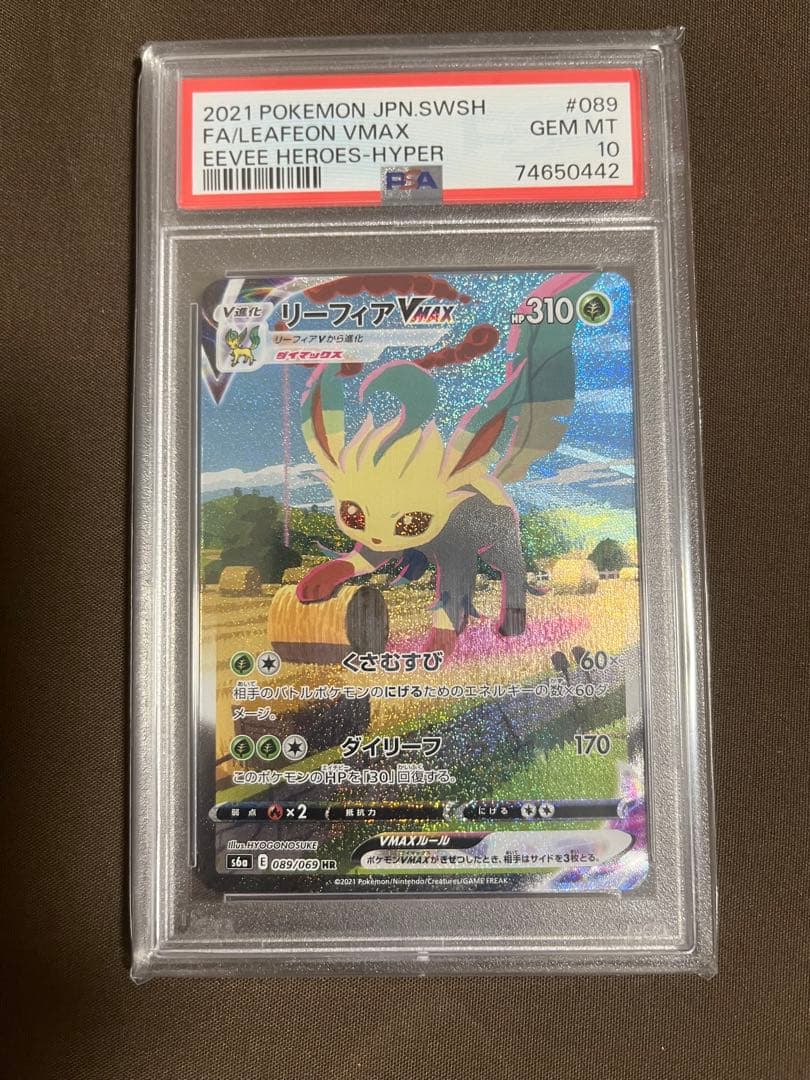 2021 POKEMON JPN.SWSH #089
FA/LEAFEON VMAX GEM MT
EEVEE HEROES-HYPER 10
PSA 74650442
V進化 リーフィアVMAX HP310
リーフィアVから進化
ダイマックス
くさむすび 60×
相手のバトルポケモンのにげるためのエネルギーの数×60ダ
メージ。
ダイリーフ 170
このポケモンのHPを「30」回復する。
弱点 ×2 抵抗力 にげる
illus. HYOGONOSUKE
VMAXルール
s6a E 089/069 HR
ポケモンVMAXがきぜつしたとき、相手はサイドを3枚とる。
©2021 Pokémon/Nintendo/Creatures/GAME FREAK